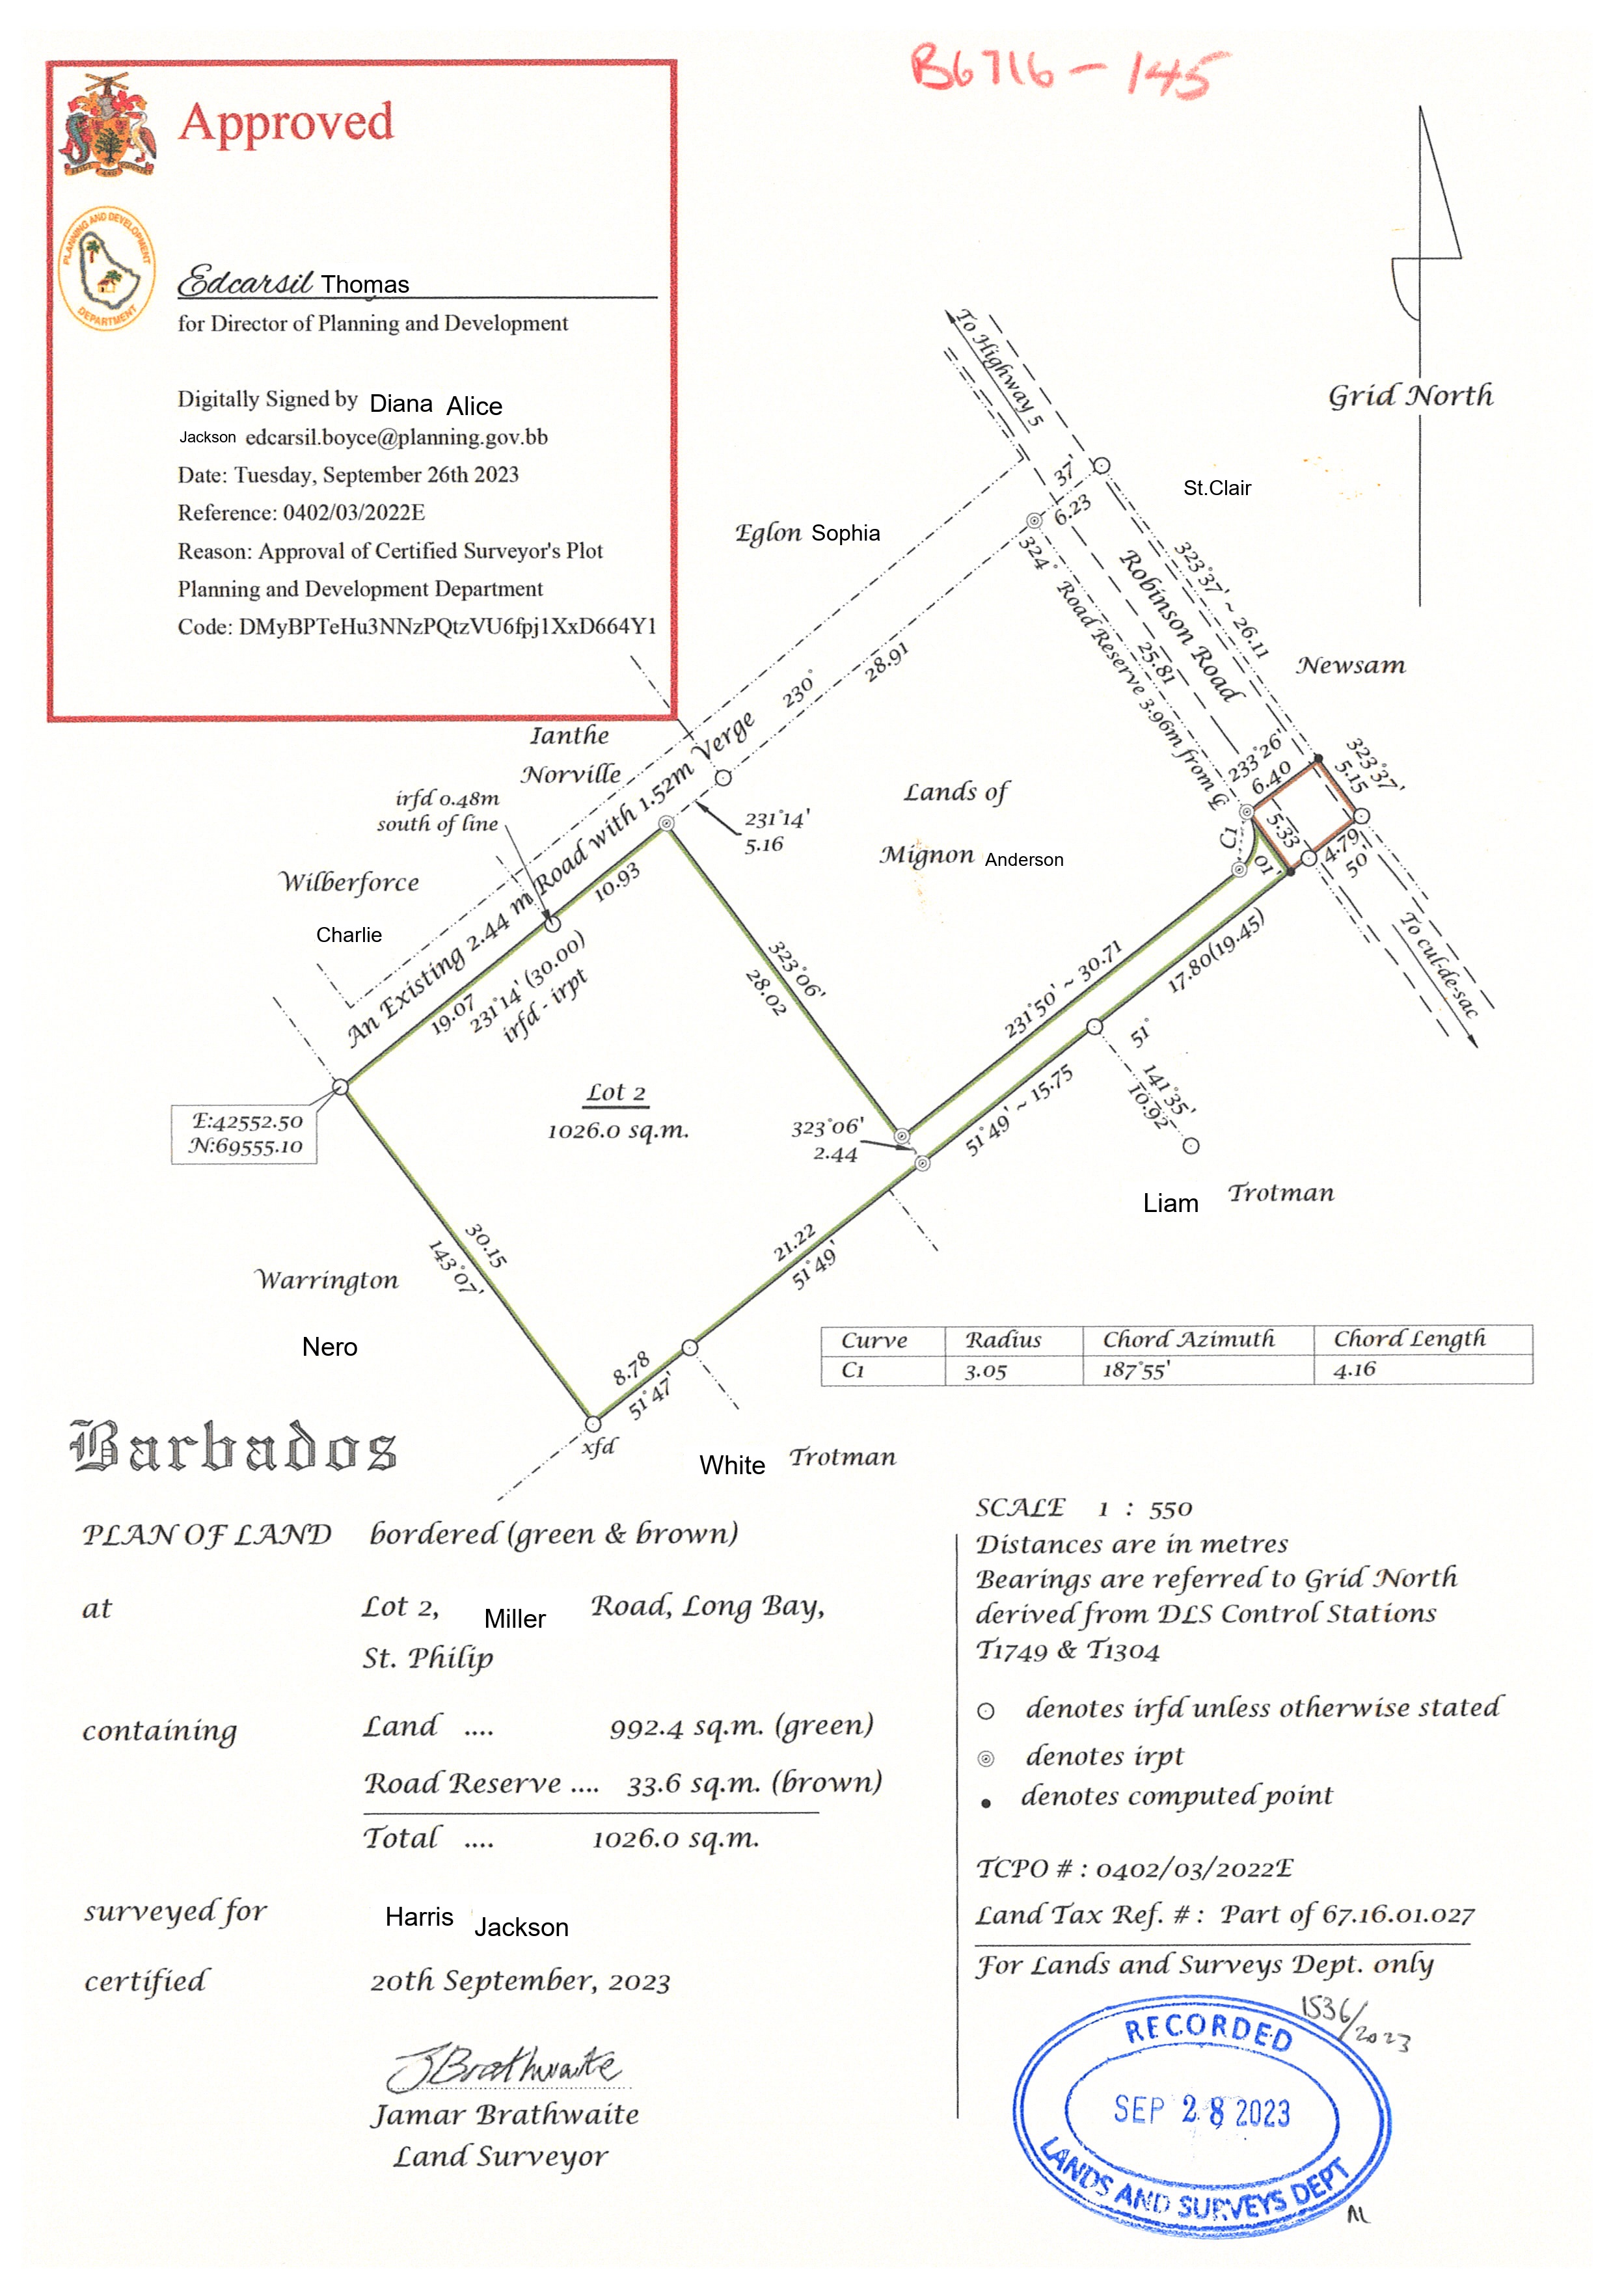 B6716-145
Approved
PLANNING AND DEVELOPMENT
DEPARTMENT
Edcarsil Thomas
for Director of Planning and Development
Digitally Signed by Diana Alice
Jackson edcarsil.boyce@planning.gov.bb
Date: Tuesday, September 26th 2023
Reference: 0402/03/2022E
Reason: Approval of Certified Surveyor's Plot
Planning and Development Department
Code: DMyBPTeHu3NNzPQtzVU6fpj1XxD664Y1
Grid North
To Highway 5
37'
6.23
St.Clair
Eglon Sophia
324°
Road Reserve 3.96m from ℄
25.81
Robinson Road
323°37' ~ 26.11
Newsam
230°
28.91
Ianthe
Norville
irfd 0.48m
south of line
An Existing 2.44 m Road with 1.52m Verge
231°14'
5.16
Lands of
Mignon Anderson
233°26'
6.40
323°37'
5.15
5.33
C1
01'
4.79
50'
To cul-de-sac
Wilberforce
Charlie
10.93
19.07
231°14' (30.00)
irfd - irpt
323°06'
28.02
231°50' ~ 30.71
17.80(19.45)
51°
E:42552.50
N:69555.10
Lot 2
1026.0 sq.m.
323°06'
2.44
51°49' ~ 15.75
141°35'
10.92
Liam Trotman
30.15
143°07'
21.22
51°49'
Warrington
Nero
8.78
51°47'
xfd
White Trotman
Curve Radius Chord Azimuth Chord Length
C1 3.05 187°55' 4.16
Barbados
PLAN OF LAND bordered (green & brown)
at Lot 2, Miller Road, Long Bay,
St. Philip
containing Land .... 992.4 sq.m. (green)
Road Reserve .... 33.6 sq.m. (brown)
Total .... 1026.0 sq.m.
surveyed for Harris Jackson
certified 20th September, 2023
JBrathwaite
Jamar Brathwaite
Land Surveyor
SCALE 1 : 550
Distances are in metres
Bearings are referred to Grid North
derived from DLS Control Stations
T1749 & T1304
denotes irfd unless otherwise stated
denotes irpt
denotes computed point
TCPO # : 0402/03/2022E
Land Tax Ref. # : Part of 67.16.01.027
For Lands and Surveys Dept. only
1536/2023
RECORDED
SEP 28 2023
LANDS AND SURVEYS DEPT